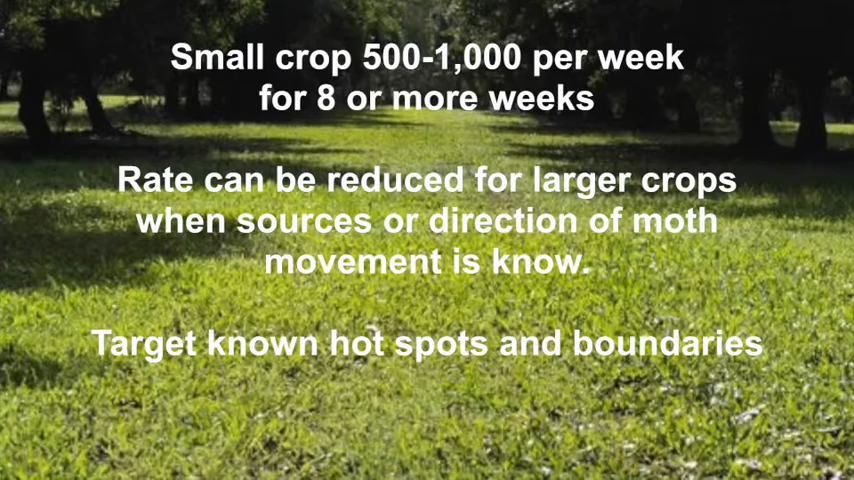 Small crop 500-1,000 per week
for 8 or more weeks
Rate can be reduced for larger crops
when sources or direction of moth
movement is know.
Target known hot spots and boundaries